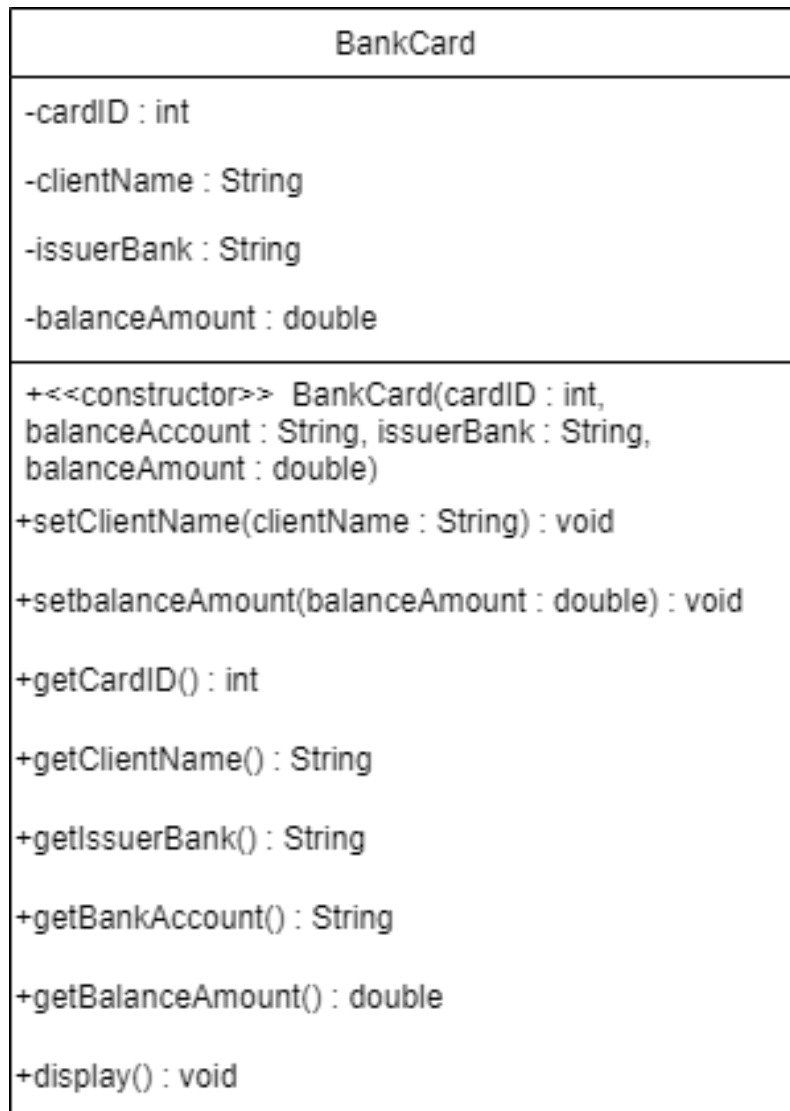 BankCard
-cardID : int
-clientName : String
-issuerBank : String
-balanceAmount : double
+<<constructor>> BankCard(cardID : int,
balanceAccount : String, issuerBank : String,
balanceAmount : double)
+setClientName(clientName : String) : void
+setbalanceAmount(balanceAmount : double) : void
+getCardID() : int
+getClientName() : String
+getIssuerBank() : String
+getBankAccount() : String
+getBalanceAmount() : double
+display() : void